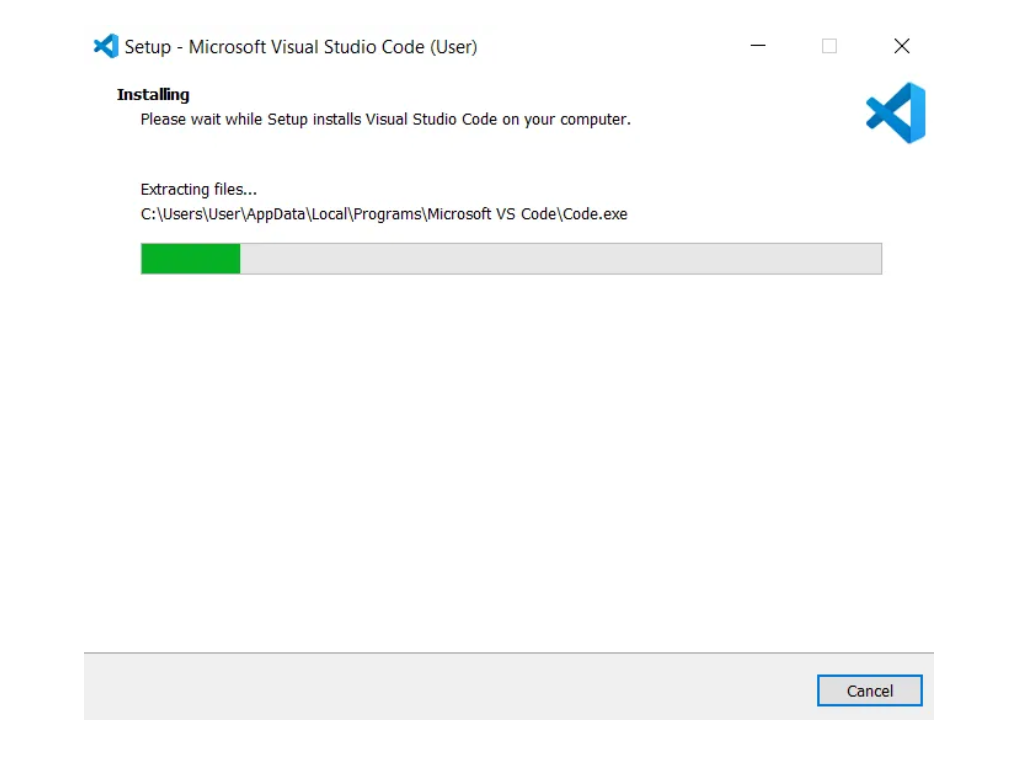 Setup - Microsoft Visual Studio Code (User)
Installing
Please wait while Setup installs Visual Studio Code on your computer.
Extracting files...
C:\Users\User\AppData\Local\Programs\Microsoft VS Code\Code.exe
Cancel